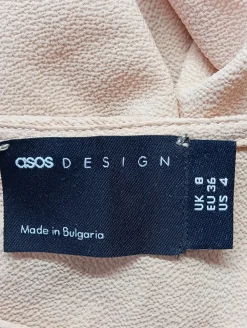 asos DESIGN
Made in Bulgaria
UK 8
EU 36
US 4